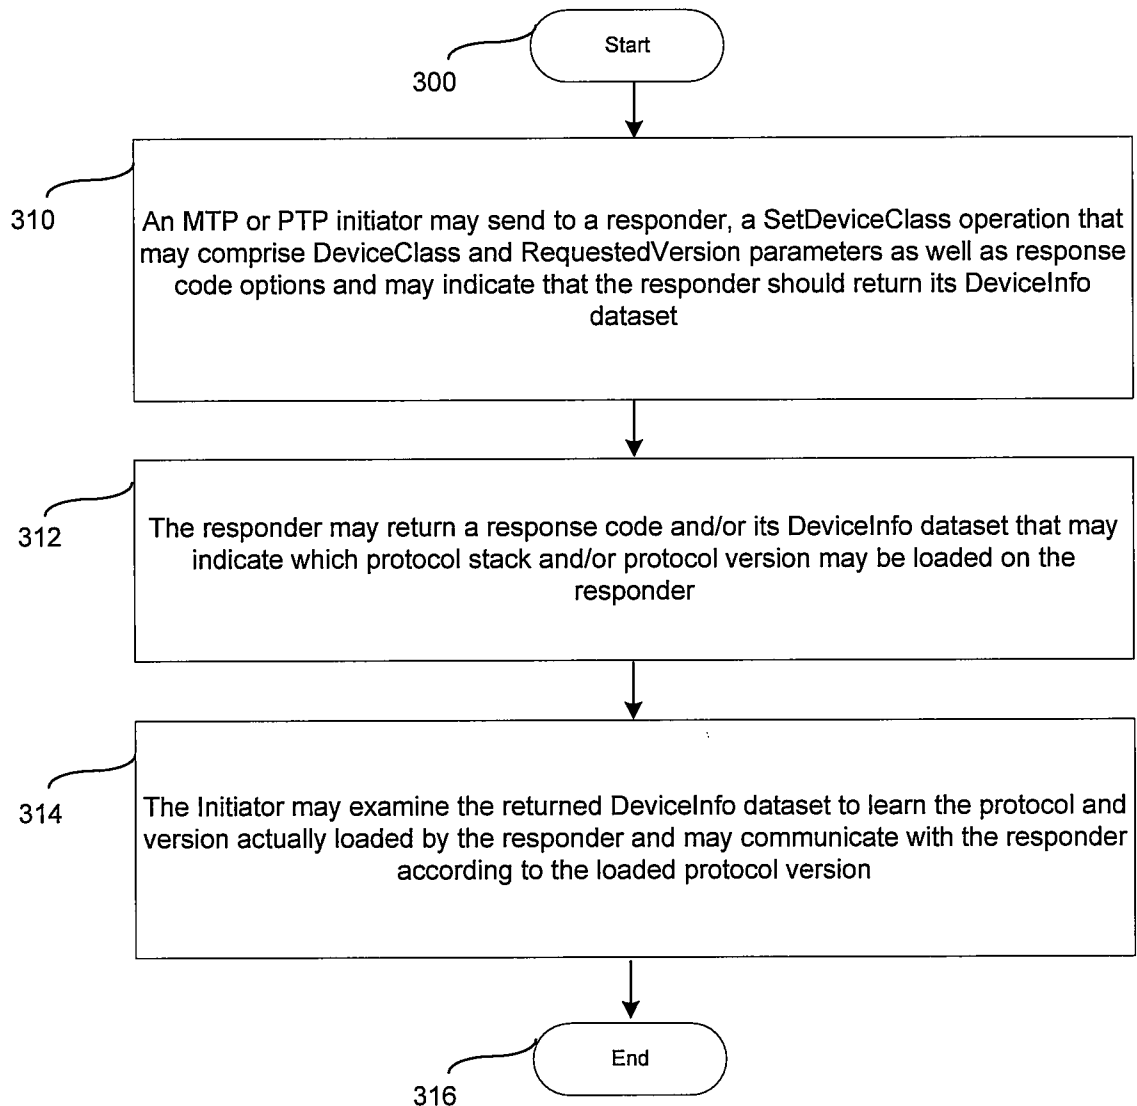 Start
300
310
An MTP or PTP initiator may send to a responder, a SetDeviceClass operation that
may comprise DeviceClass and RequestedVersion parameters as well as response
code options and may indicate that the responder should return its DeviceInfo
dataset
312
The responder may return a response code and/or its DeviceInfo dataset that may
indicate which protocol stack and/or protocol version may be loaded on the
responder
314
The Initiator may examine the returned DeviceInfo dataset to learn the protocol and
version actually loaded by the responder and may communicate with the responder
according to the loaded protocol version
End
316